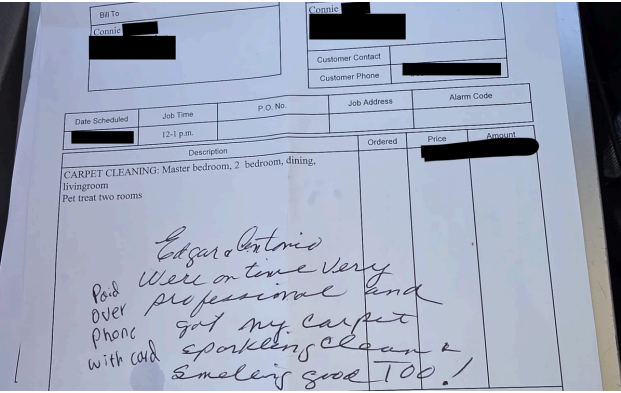 Bill To
Connie
Connie
Customer Contact
Customer Phone
Date Scheduled Job Time P.O. No. Job Address Alarm Code
12-1 p.m.
Description Ordered Price Amount
CARPET CLEANING: Master bedroom, 2 bedroom, dining,
livingroom
Pet treat two rooms
Edgar & Antonio
Were on time very
professional and
got my carpet
sparkling clean &
smelling good TOO!
Paid
over
phone
with card